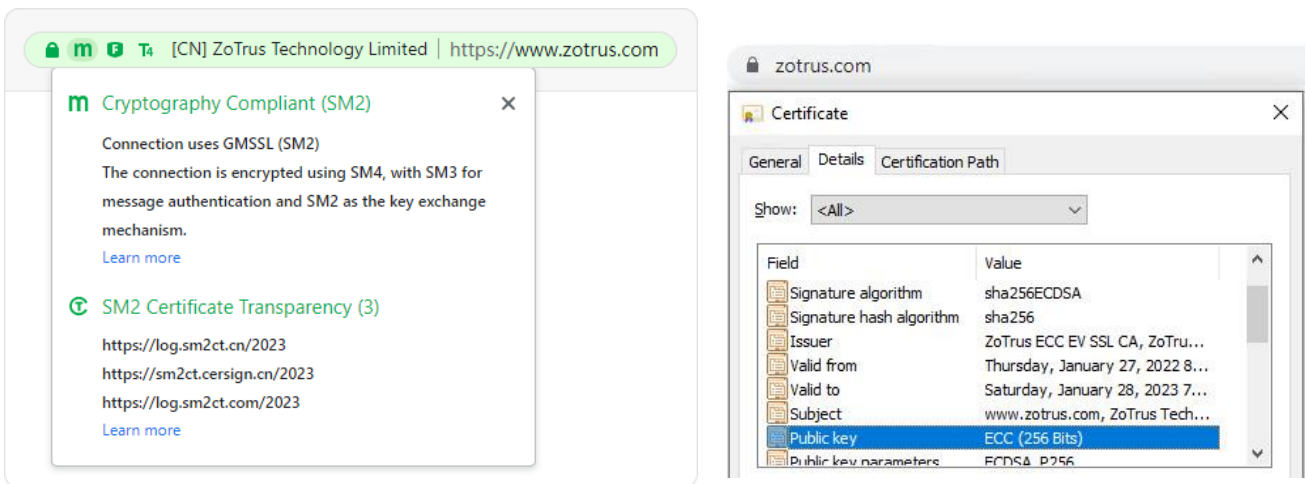 m T4 [CN] ZoTrus Technology Limited | https://www.zotrus.com
m Cryptography Compliant (SM2)
Connection uses GMSSL (SM2)
The connection is encrypted using SM4, with SM3 for
message authentication and SM2 as the key exchange
mechanism.
Learn more
SM2 Certificate Transparency (3)
https://log.sm2ct.cn/2023
https://sm2ct.cersign.cn/2023
https://log.sm2ct.com/2023
Learn more
zotrus.com
Certificate
General Details Certification Path
Show: <All>
Field Value
Signature algorithm sha256ECDSA
Signature hash algorithm sha256
Issuer ZoTrus ECC EV SSL CA, ZoTru...
Valid from Thursday, January 27, 2022 8...
Valid to Saturday, January 28, 2023 7...
Subject www.zotrus.com, ZoTrus Tech...
Public key ECC (256 Bits)
Public key parameters ECDSA_P256